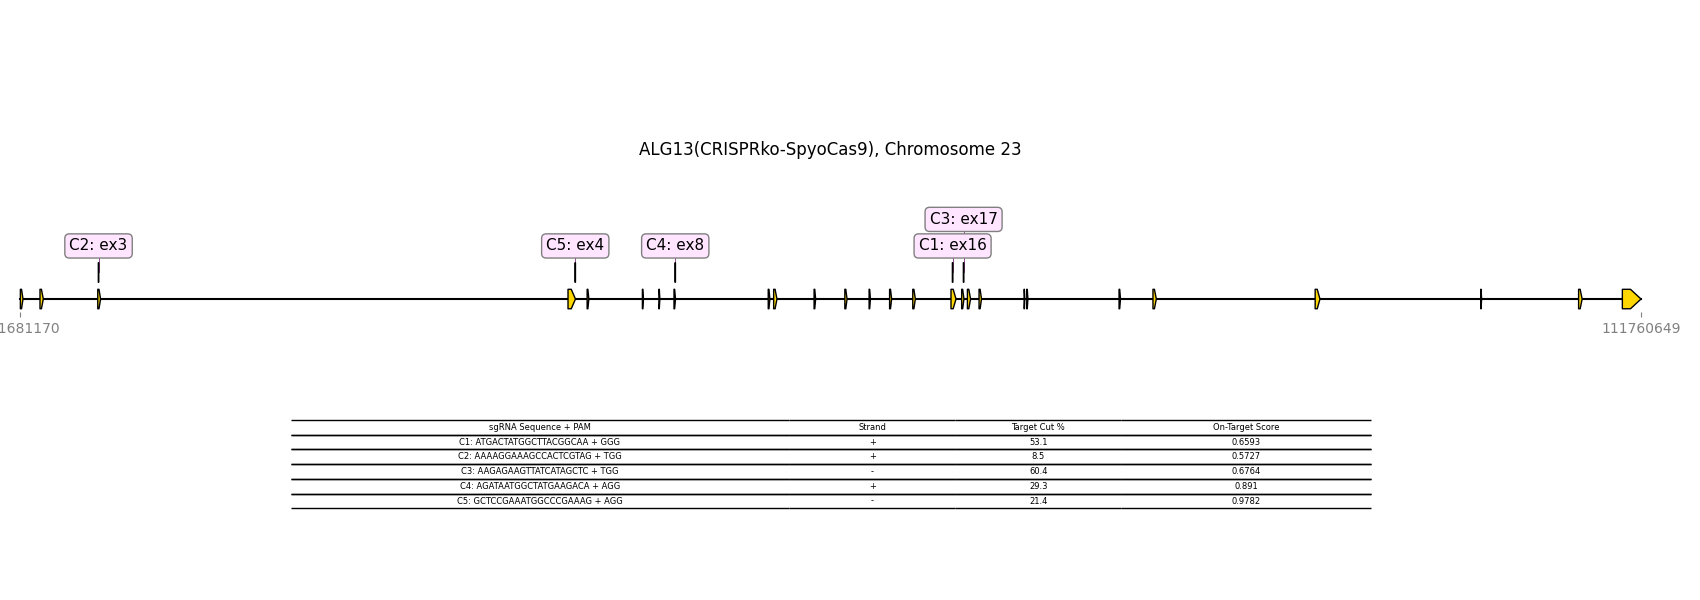 ALG13(CRISPRko-SpyoCas9), Chromosome 23
C3: ex17
C2: ex3 C5: ex4 C4: ex8 C1: ex16
1681170 111760649
sgRNA Sequence + PAM Strand Target Cut % On-Target Score
C1: ATGACTATGGCTTACGGCAA + GGG + 53.1 0.6593
C2: AAAAGGAAAGCCACTCGTAG + TGG + 8.5 0.5727
C3: AAGAGAAGTTATCATAGCTC + TGG - 60.4 0.6764
C4: AGATAATGGCTATGAAGACA + AGG + 29.3 0.891
C5: GCTCCGAAATGGCCCGAAAG + AGG - 21.4 0.9782